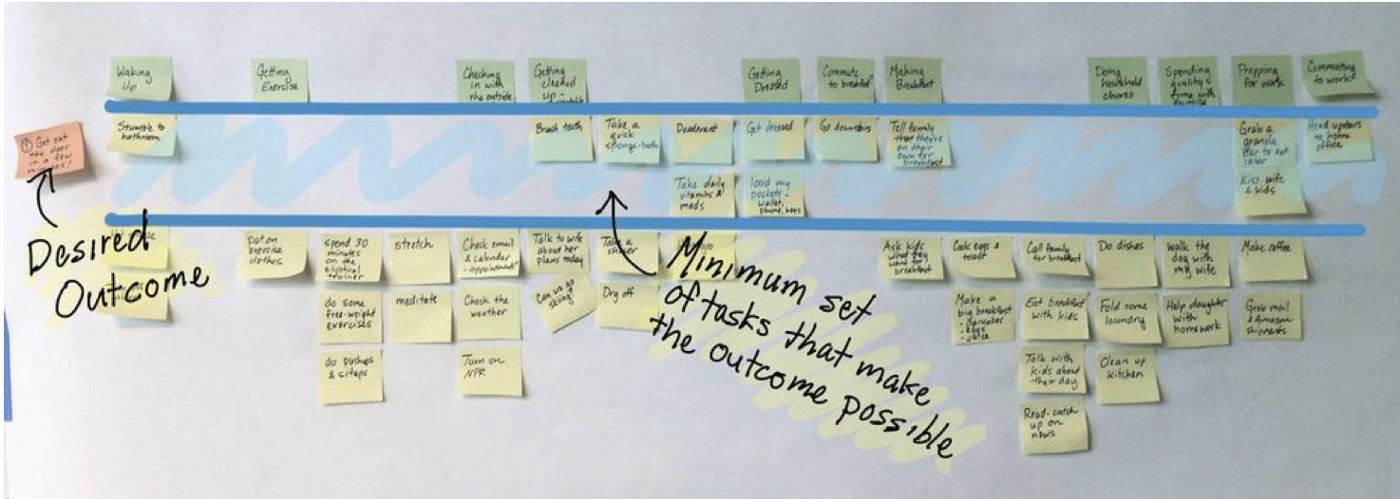 Waking
Up
Getting
Exercise
Checking
in with
the outside
Getting
cleaned
up -
Getting
Dressed
Commute
to breakfast
Making
Breakfast
Doing
household
chores
Spending
quality
time with
Prepping
for work
Commuting
to work
Get out
the door
in a few
minutes!
Stumble to
bathroom
Brush teeth
Take a
quick
sponge-bath
Deoderant
Get dressed
Go downstairs
Tell family
that they're
on their
own for
breakfast
Grab a
granola
bar to eat
later
Head upstairs
to home
office
Take daily
vitamins &
meds
load my
pockets -
wallet,
phone, keys
Kiss wife
& kids
Desired
Outcome
Put on
exercise
clothes
spend 30
minutes
on the
eliptical
trainer
stretch
Check email
& calender
- appointments?
Talk to wife
about her
plans today
Take a
shower
Minimum set
of tasks that make
the outcome possible
Ask kids
what they
want for
breakfast
Cook eggs &
toast
Call family
for breakfast
Do dishes
walk the
dog with
my wife
Make coffee
do some
free-weight
exercises
meditate
Check the
weather
Can we go
skiing?
Dry off
Make a
big breakfast
- pancakes
- eggs
- juice
Eat breakfast
with kids
Fold some
laundry
Help daughter
with
homework
Grab mail
& Amazon
shipments
do pushups
& situps
Turn on
NPR
Talk with
kids about
their day
Clean up
kitchen
Read - catch
up on
news